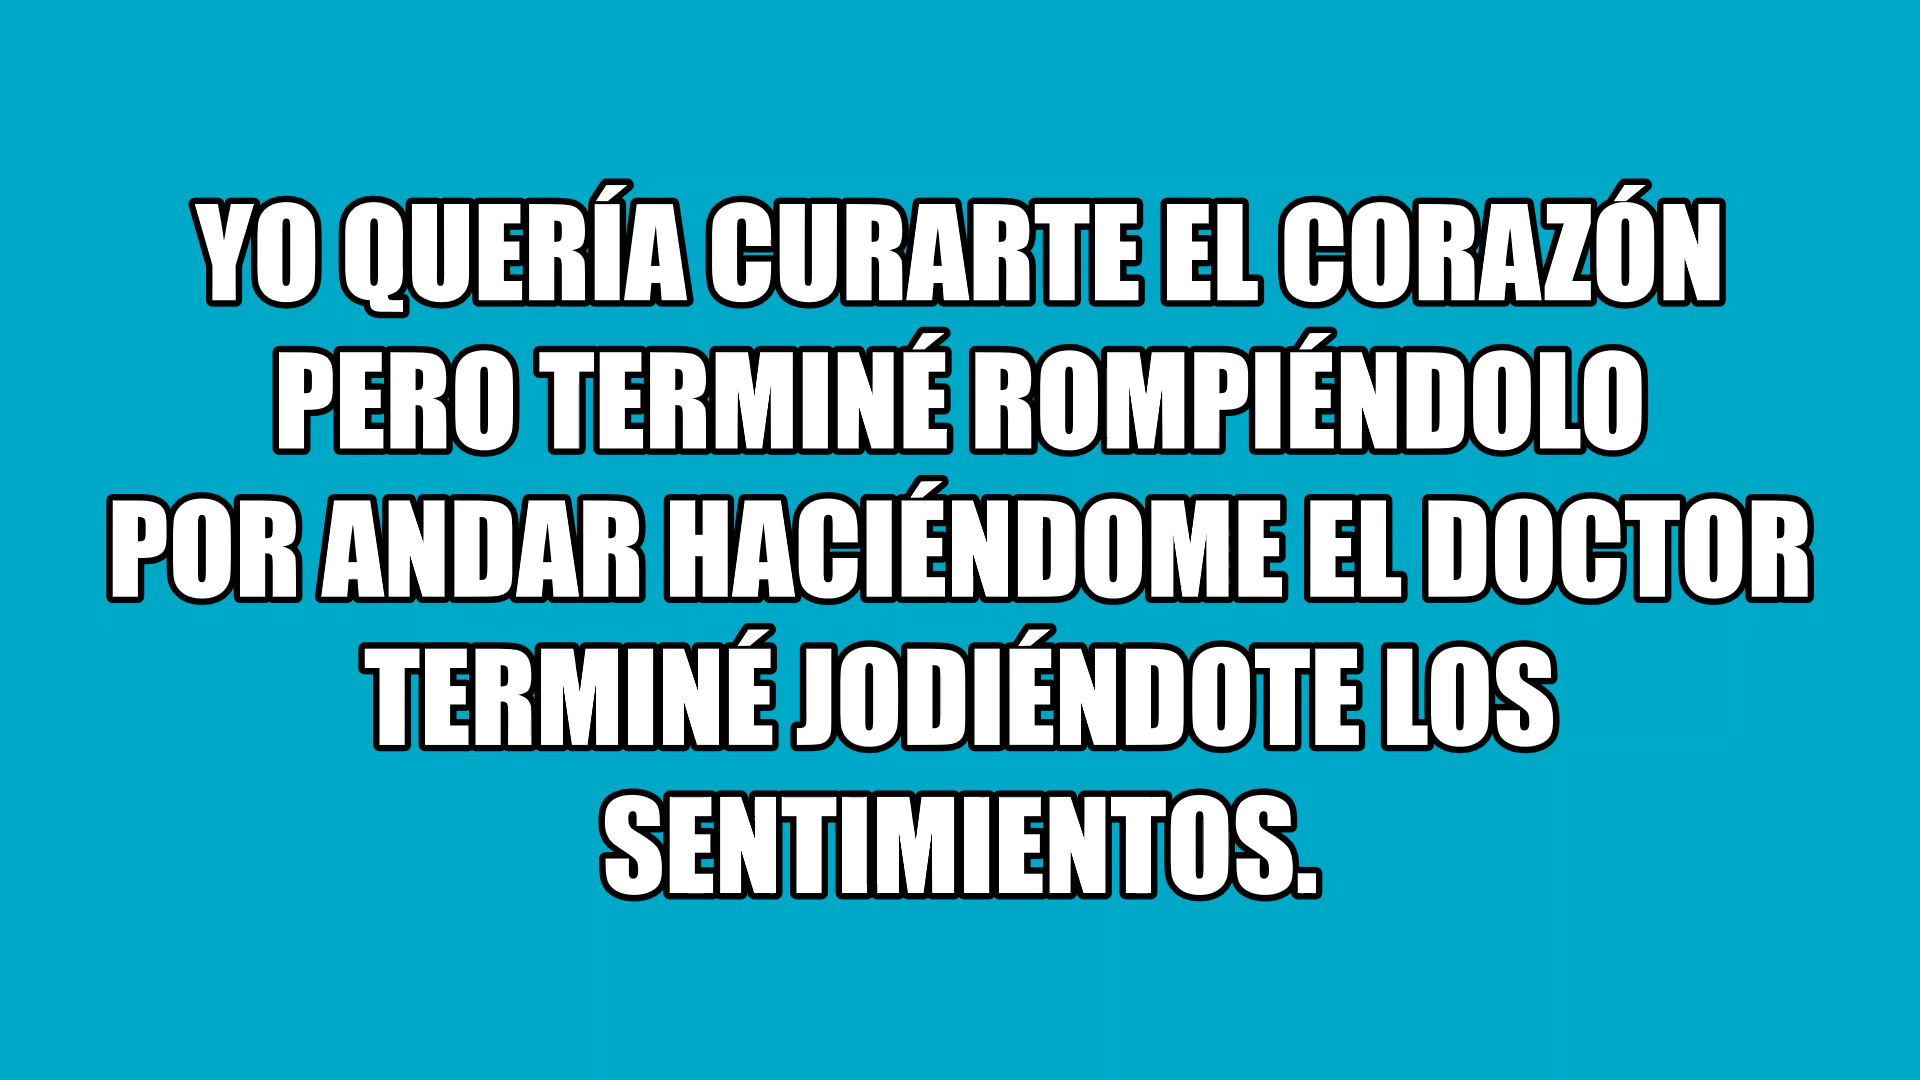 YO QUERÍA CURARTE EL CORAZÓN
PERO TERMINÉ ROMPIÉNDOLO
POR ANDAR HACIÉNDOME EL DOCTOR
TERMINÉ JODIÉNDOTE LOS
SENTIMIENTOS.